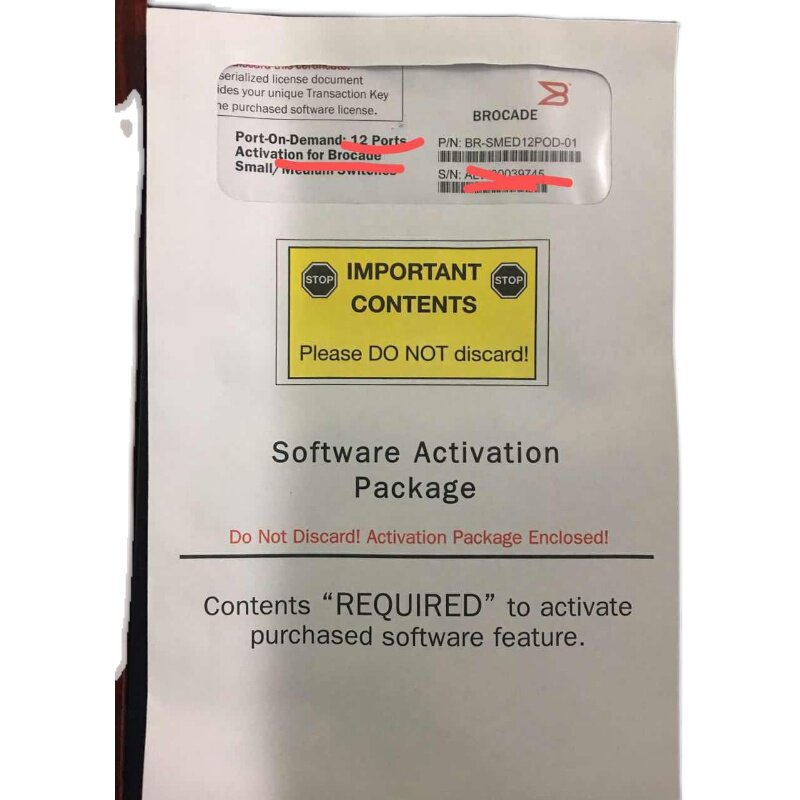 serialized license document
ides your unique Transaction Key
he purchased software license.
BROCADE
Port-On-Demand: 12 Ports
Activation for Brocade
Small/Medium Switches
P/N: BR-SMED12POD-01
S/N:
STOP IMPORTANT STOP
CONTENTS
Please DO NOT discard!
Software Activation
Package
Do Not Discard! Activation Package Enclosed!
Contents “REQUIRED” to activate
purchased software feature.